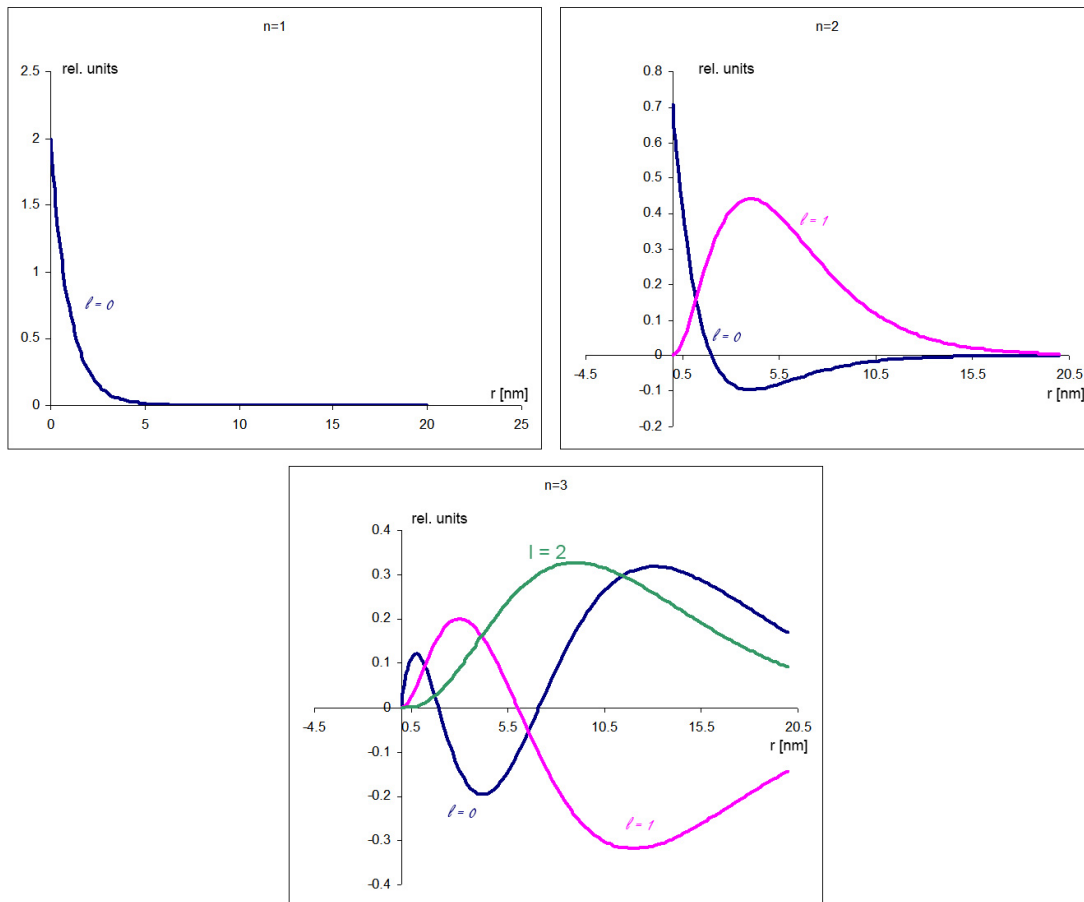 n=1
rel. units
2.5
2
1.5
1
0.5
0
ℓ = 0
r [nm]
0 5 10 15 20 25
n=2
rel. units
0.8
0.7
0.6
0.5
0.4
0.3
0.2
0.1
0
-0.1
-0.2
ℓ = 1
ℓ = 0
-4.5 0.5 5.5 10.5 15.5 20.5
r [nm]
n=3
rel. units
0.4
0.3
0.2
0.1
0
-0.1
-0.2
-0.3
-0.4
l = 2
-4.5 0.5 5.5 10.5 15.5 20.5
r [nm]
ℓ = 0
ℓ = 1